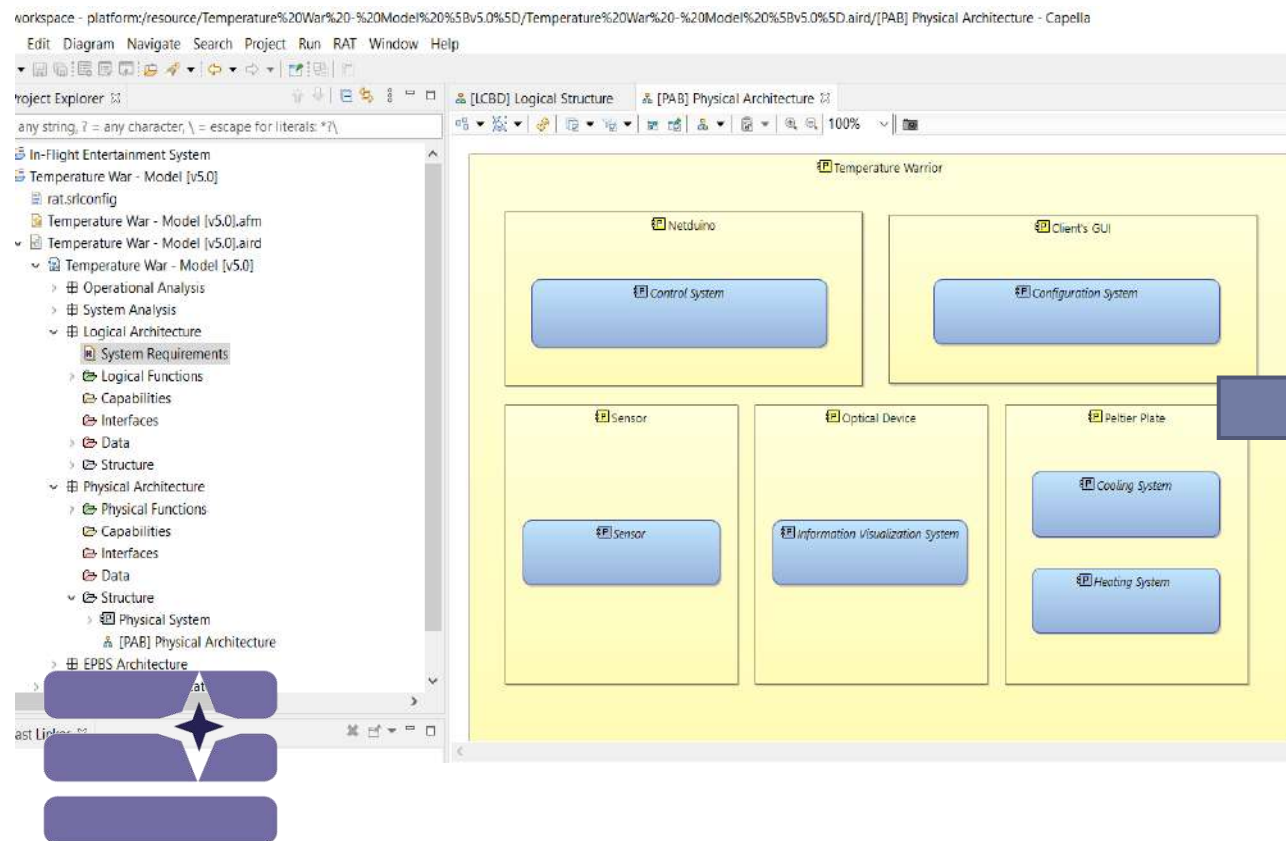 workspace - platform:/resource/Temperature%20War%20-%20Model%20%5Bv5.0%5D/Temperature%20War%20-%20Model%20%5Bv5.0%5D.aird/[PAB] Physical Architecture - Capella
Edit Diagram Navigate Search Project Run RAT Window Help
Project Explorer
any string, ? = any character, \ = escape for literals: *?\
In-Flight Entertainment System
Temperature War - Model [v5.0]
rat.srlconfig
Temperature War - Model [v5.0].afm
Temperature War - Model [v5.0].aird
Temperature War - Model [v5.0]
Operational Analysis
System Analysis
Logical Architecture
System Requirements
Logical Functions
Capabilities
Interfaces
Data
Structure
Physical Architecture
Physical Functions
Capabilities
Interfaces
Data
Structure
Physical System
[PAB] Physical Architecture
EPBS Architecture
[LCBD] Logical Structure
[PAB] Physical Architecture
100%
Temperature Warrior
Netduino
Control System
Client's GUI
Configuration System
Sensor
Sensor
Optical Device
Information Visualization System
Peltier Plate
Cooling System
Heating System